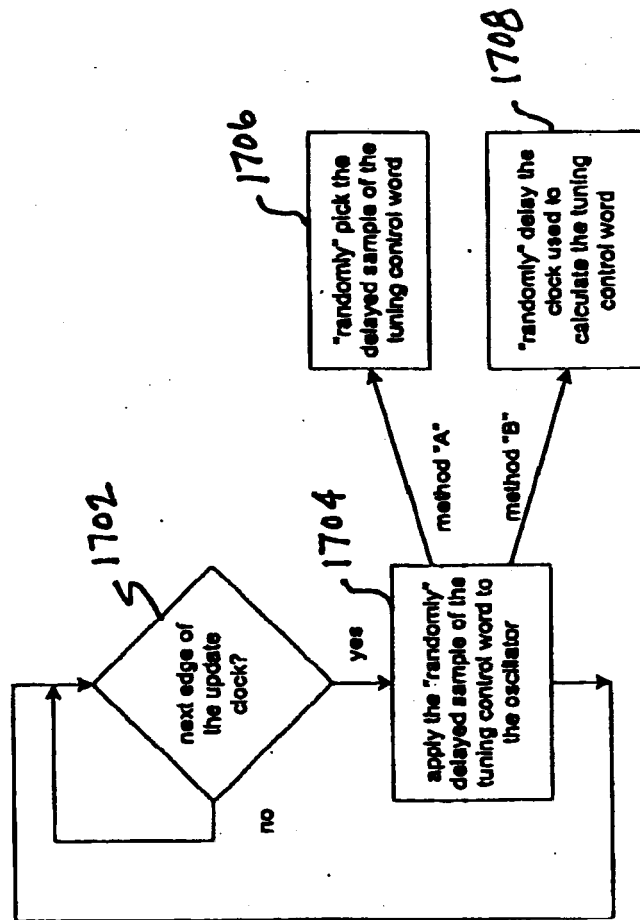 1702
next edge of
the update
clock?
no
yes
1704
apply the "randomly"
delayed sample of the
tuning control word to
the oscillator
method "A"
method "B"
1706
"randomly" pick the
delayed sample of the
tuning control word
1708
"randomly" delay the
clock used to
calculate the tuning
control word